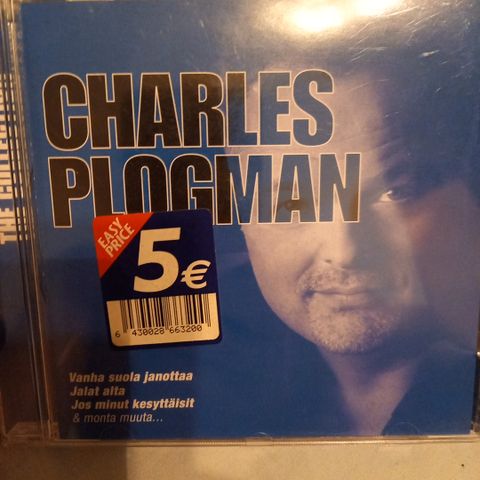 THE COLLECTION
CHARLES
PLOGMAN
EASY
PRICE
5€
6 430028 663200
Vanha suola janottaa
Jalat alta
Jos minut kesyttäisit
& monta muuta...